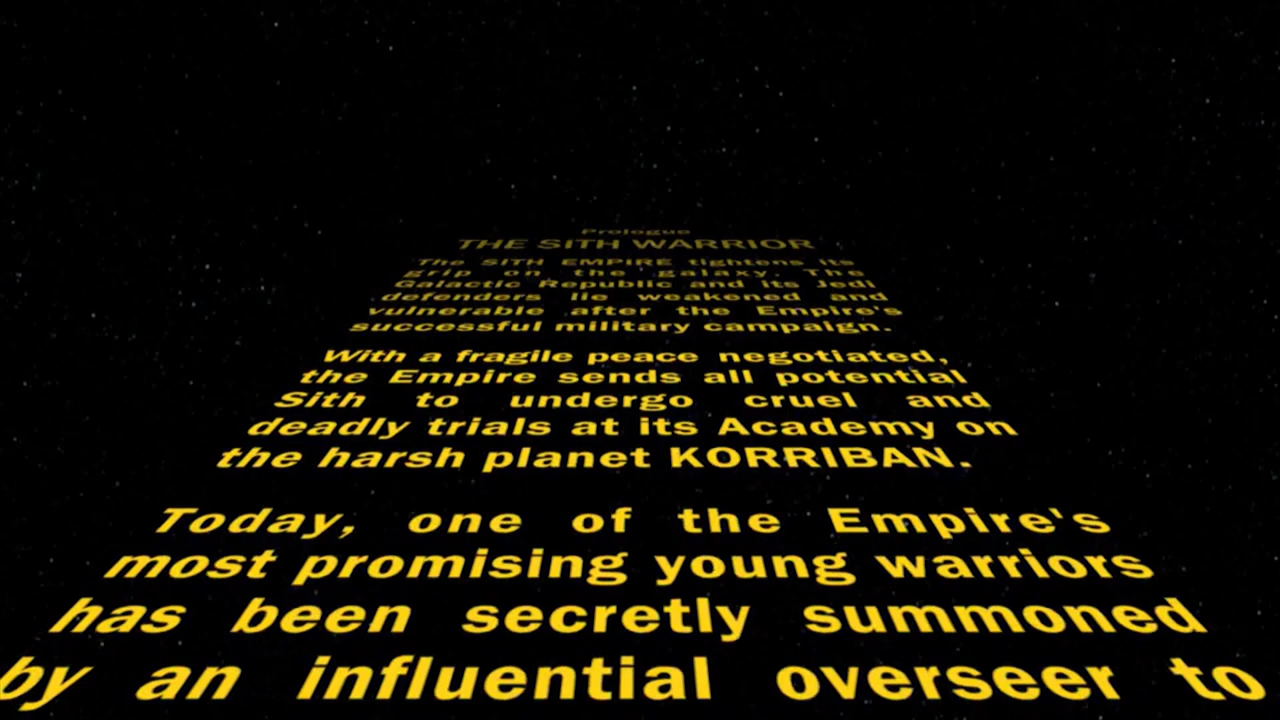 Prologue
THE SITH WARRIOR
The SITH EMPIRE tightens its
grip on the galaxy. The
Galactic Republic and its Jedi
defenders lie weakened and
vulnerable after the Empire's
successful military campaign.
With a fragile peace negotiated,
the Empire sends all potential
Sith to undergo cruel and
deadly trials at its Academy on
the harsh planet KORRIBAN.
Today, one of the Empire's
most promising young warriors
has been secretly summoned
by an influential overseer to